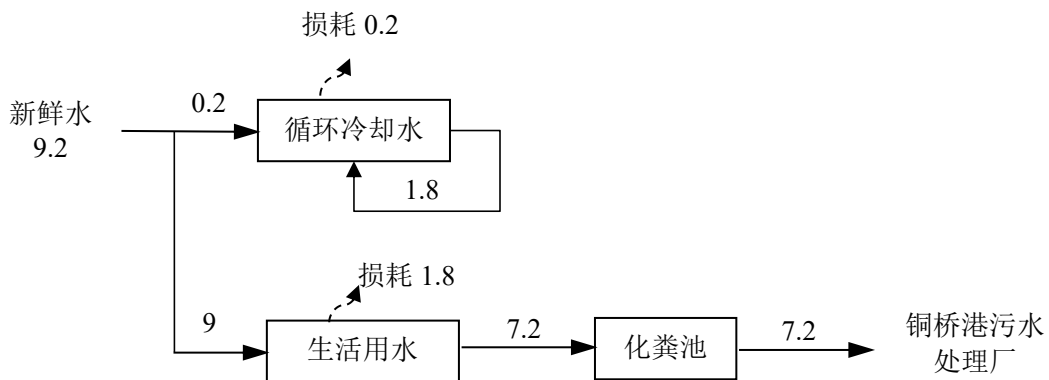 损耗 0.2
新鲜水
9.2
0.2
循环冷却水
1.8
损耗 1.8
9
生活用水
7.2
化粪池
7.2
铜桥港污水
处理厂